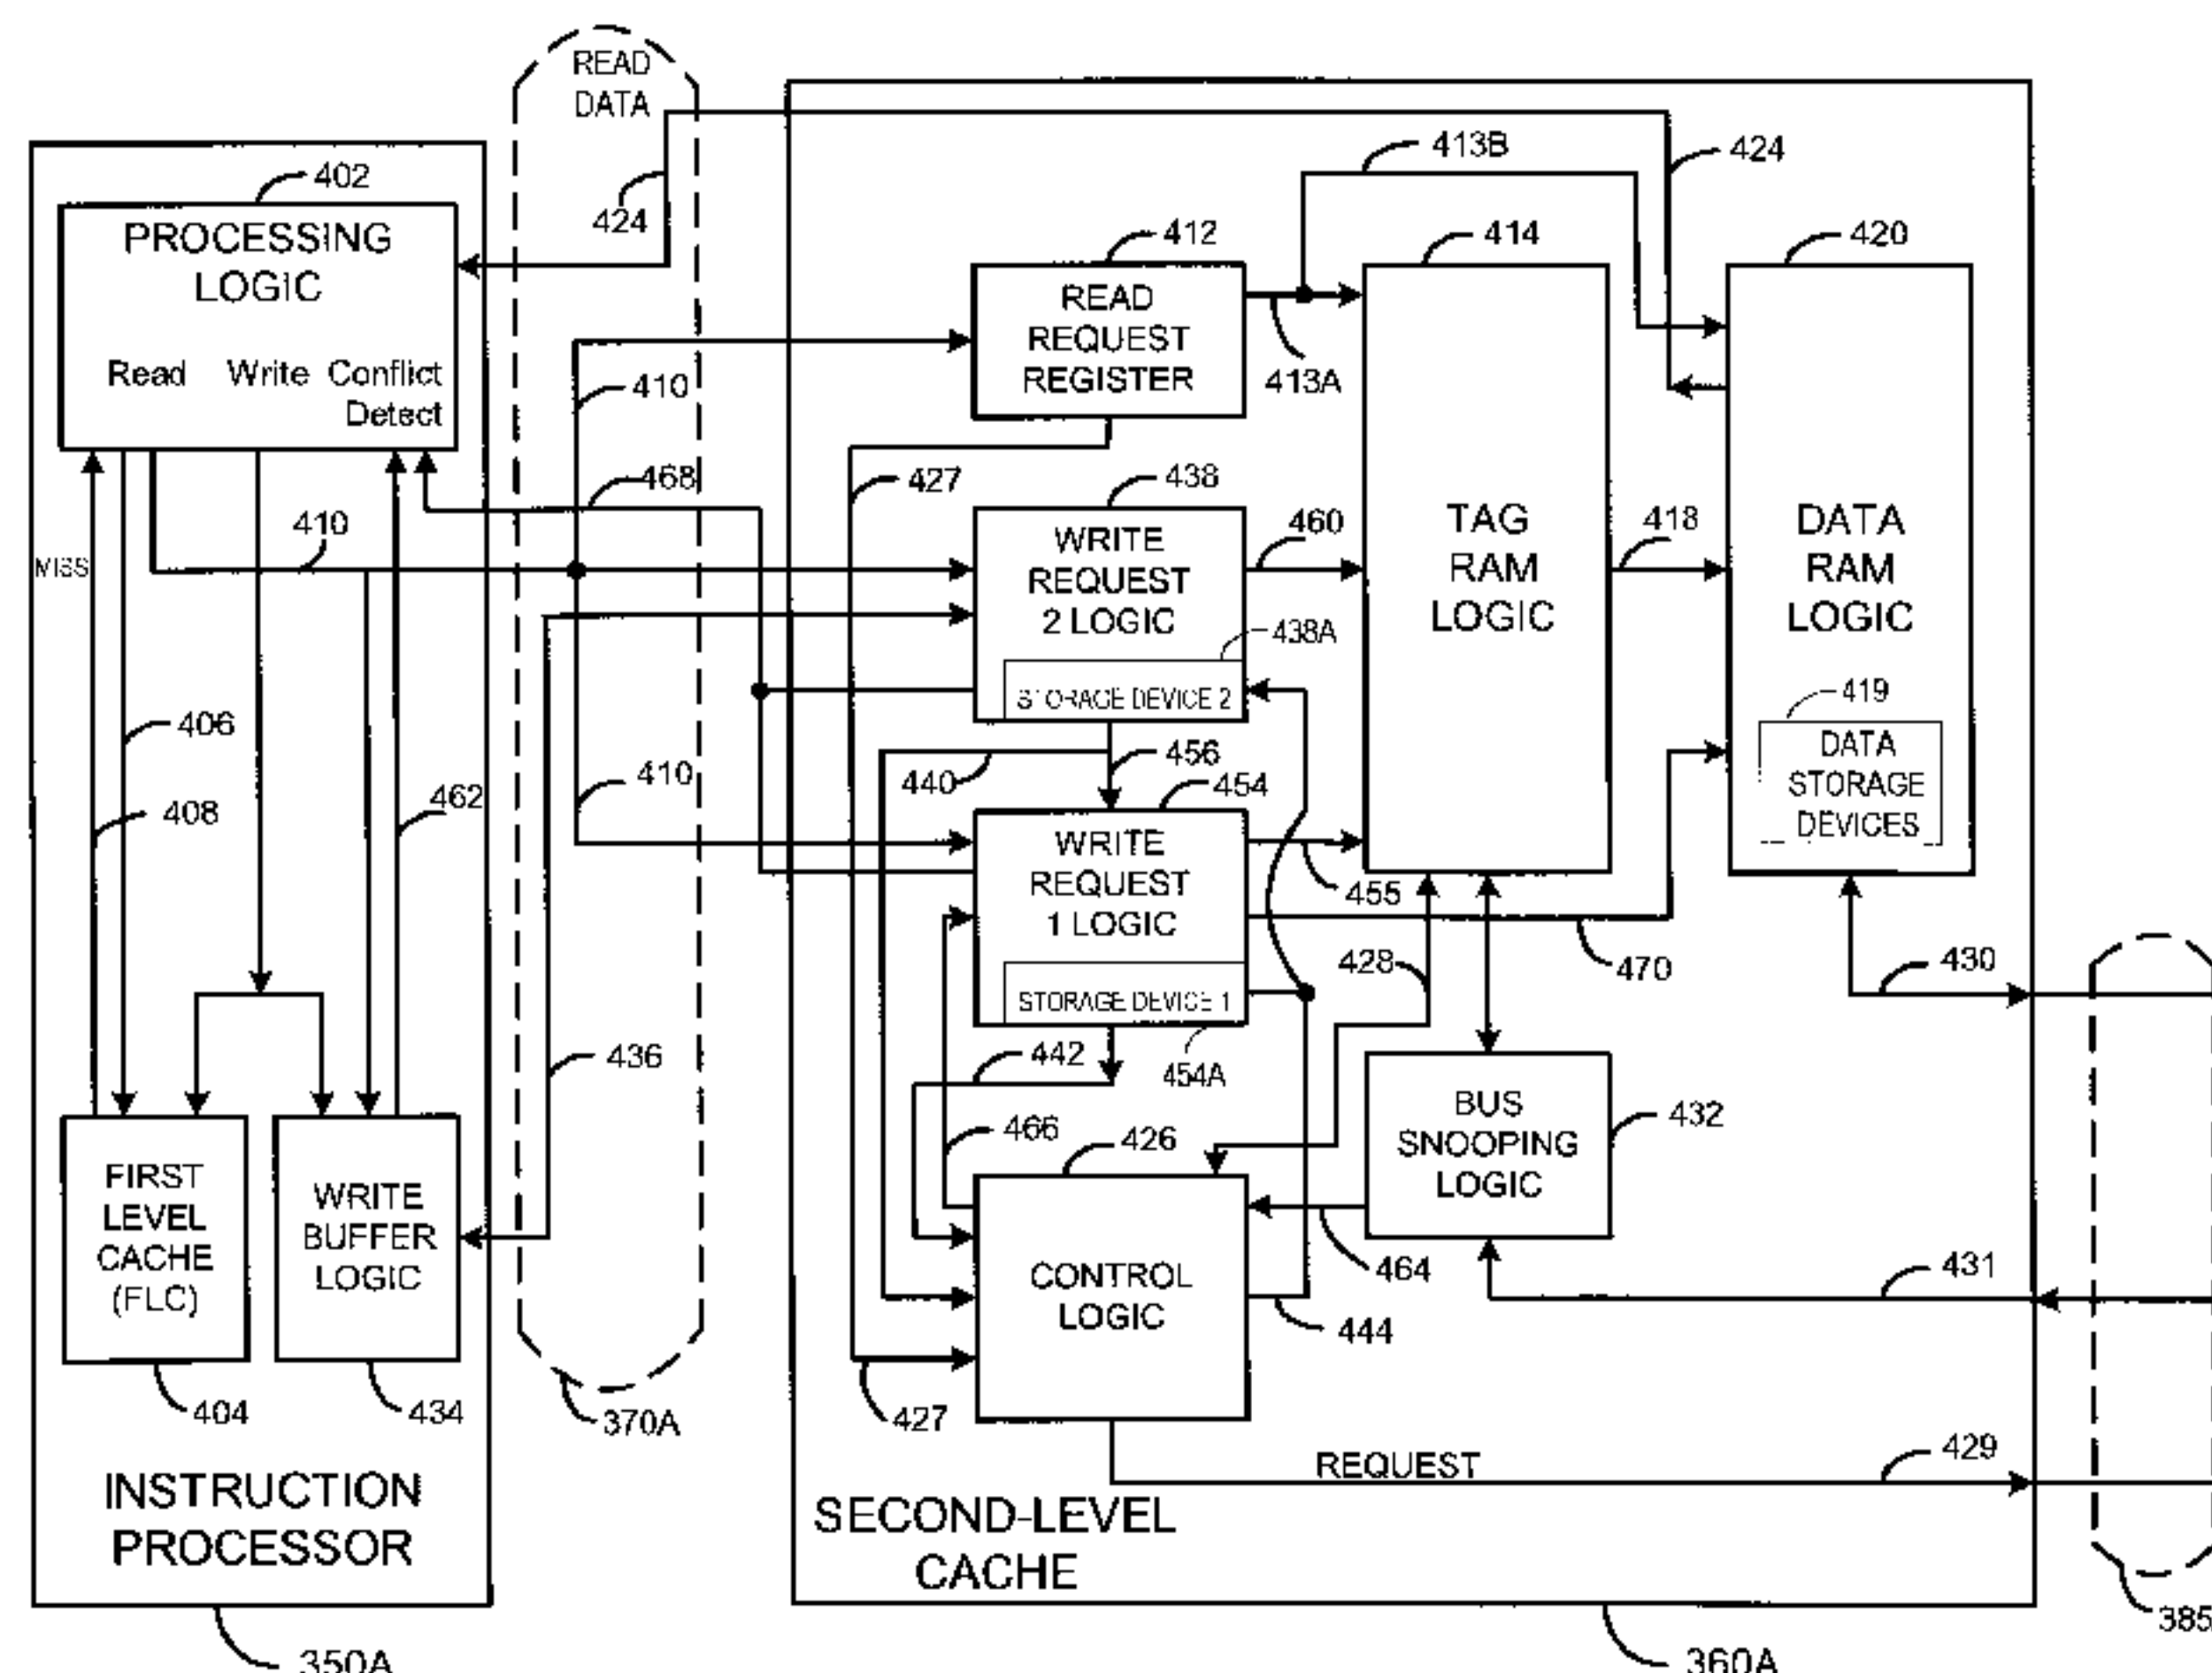 READ
DATA
424
413B
424
402
PROCESSING
LOGIC
Read Write Conflict
Detect
412
READ
REQUEST
REGISTER
413A
414
TAG
RAM
LOGIC
420
DATA
RAM
LOGIC
419
DATA
STORAGE
DEVICES
410
468
427
438
WRITE
REQUEST
2 LOGIC
438A
STORAGE DEVICE 2
460
418
410
MISS
406
408
462
410
440
456
454
WRITE
REQUEST
1 LOGIC
STORAGE DEVICE 1
454A
455
470
428
430
436
442
466
426
CONTROL
LOGIC
BUS
SNOOPING
LOGIC
432
464
431
444
427
FIRST
LEVEL
CACHE
(FLC)
404
WRITE
BUFFER
LOGIC
434
370A
REQUEST
429
INSTRUCTION
PROCESSOR
350A
SECOND-LEVEL
CACHE
360A
385